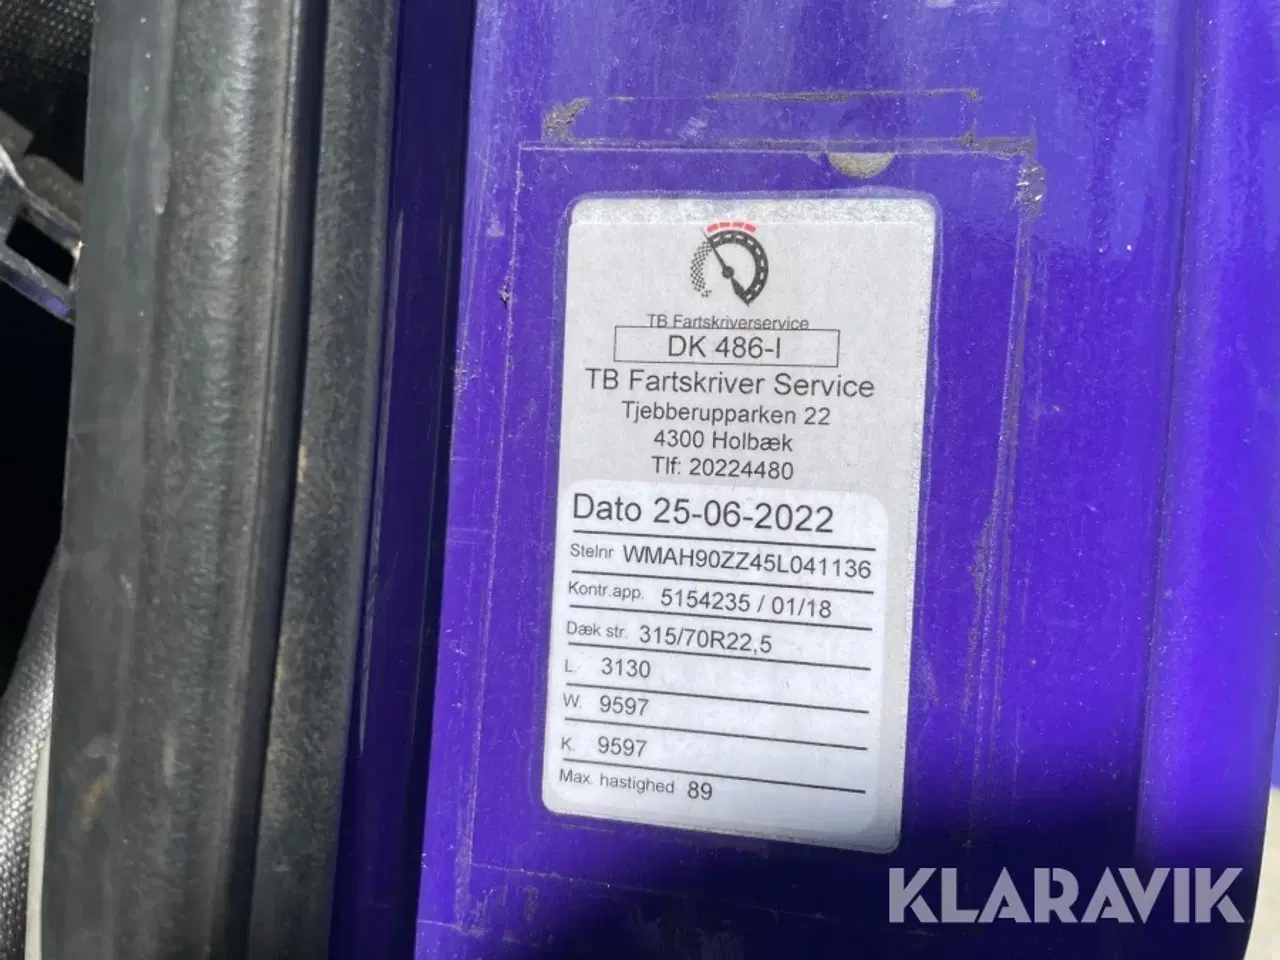 TB Fartskriverservice
DK 486-I
TB Fartskriver Service
Tjebberupparken 22
4300 Holbæk
Tlf: 20224480
Dato 25-06-2022
Stelnr WMAH90ZZ45L041136
Kontr.app. 5154235 / 01/18
Dæk str. 315/70R22,5
L. 3130
W. 9597
K. 9597
Max. hastighed 89
KLARAVIK